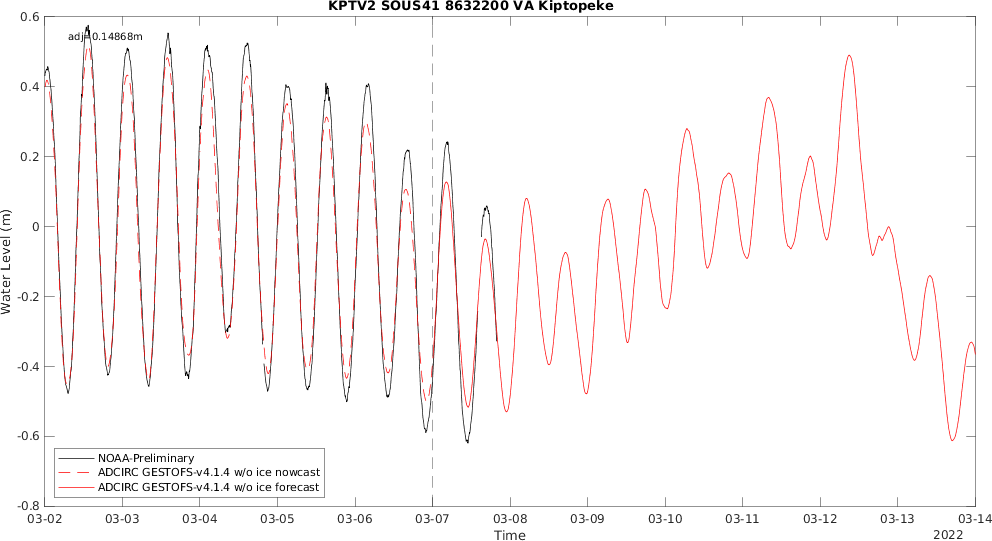 KPTV2 SOUS41 8632200 VA Kiptopeke
adj=0.14868m
Water Level (m)
0.6
0.4
0.2
0
-0.2
-0.4
-0.6
-0.8
NOAA-Preliminary
ADCIRC GESTOFS-v4.1.4 w/o ice nowcast
ADCIRC GESTOFS-v4.1.4 w/o ice forecast
03-02 03-03 03-04 03-05 03-06 03-07 03-08 03-09 03-10 03-11 03-12 03-13 03-14
Time
2022